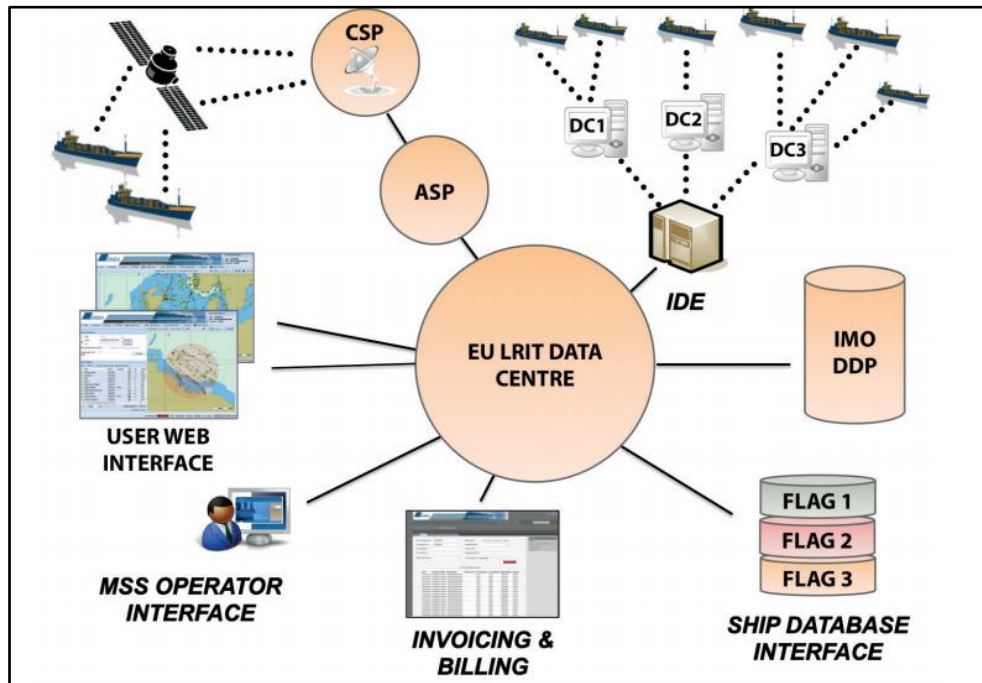 CSP
DC1
DC2
DC3
ASP
IDE
EU LRIT DATA
CENTRE
IMO
DDP
USER WEB
INTERFACE
FLAG 1
FLAG 2
FLAG 3
MSS OPERATOR
INTERFACE
INVOICING &
BILLING
SHIP DATABASE
INTERFACE